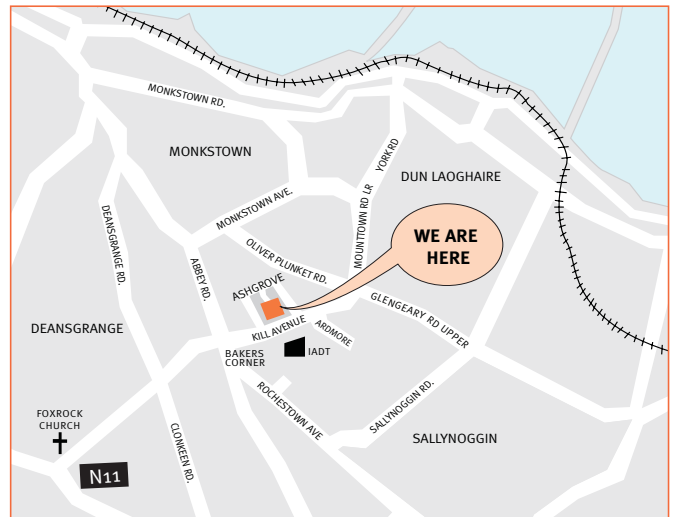 MONKSTOWN RD.
MONKSTOWN
YORK RD
DUN LAOGHAIRE
MONKSTOWN AVE.
MOUNTTOWN RD LR
DEANSGRANGE RD.
WE ARE
HERE
OLIVER PLUNKET RD.
ABBEY RD.
ASHGROVE
GLENGEARY RD UPPER
DEANSGRANGE
KILL AVENUE
ARDMORE
BAKERS
CORNER
IADT
ROCHESTOWN AVE
SALLYNOGGIN RD.
FOXROCK
CHURCH
CLONKEEN RD.
SALLYNOGGIN
N11